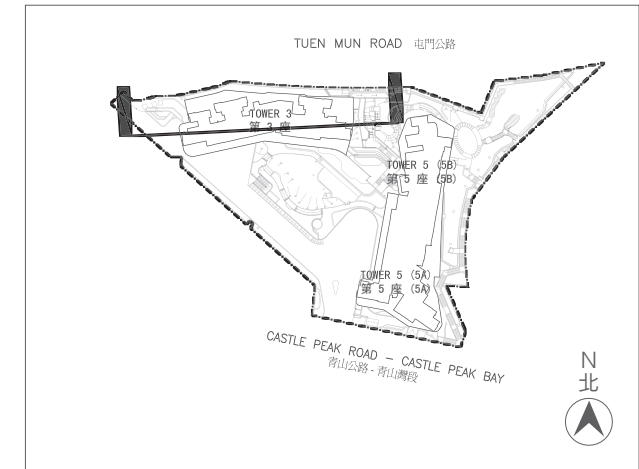 TUEN MUN ROAD 屯門公路
TOWER 3
第 3 座
TOWER 5 (5B)
第 5 座 (5B)
TOWER 5 (5A)
第 5 座 (5A)
CASTLE PEAK ROAD – CASTLE PEAK BAY
青山公路 - 青山灣段
N
北